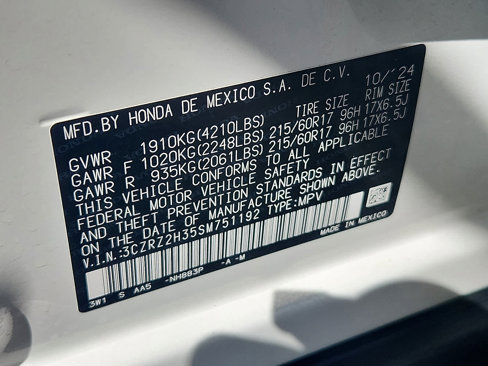 MFD.BY HONDA DE MEXICO S.A. DE C.V. 10/'24
TIRE SIZE RIM SIZE
GVWR 1910KG(4210LBS)
GAWR F 1020KG(2248LBS) 215/60R17 96H 17X6.5J
GAWR R 935KG(2061LBS) 215/60R17 96H 17X6.5J
THIS VEHICLE CONFORMS TO ALL APPLICABLE
FEDERAL MOTOR VEHICLE SAFETY
AND THEFT PREVENTION STANDARDS IN EFFECT
ON THE DATE OF MANUFACTURE SHOWN ABOVE.
V.I.N.:3CZRZ2H35SM751192 TYPE:MPV
MADE IN MEXICO
3W1 S AA5 -NH883P -A -M